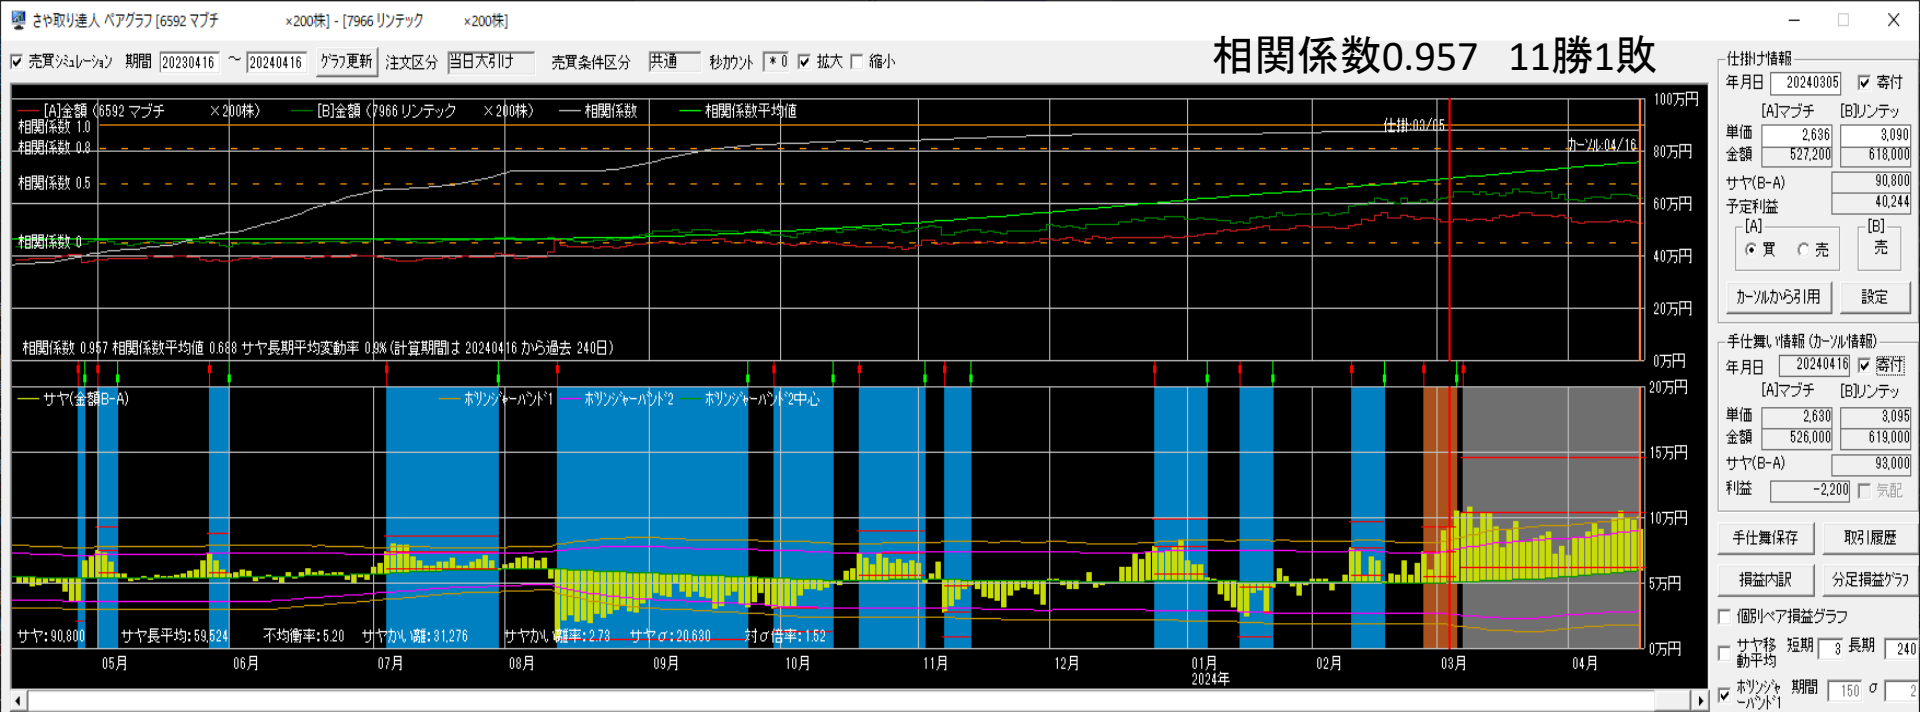 さや取り達人 ペアグラフ [6592 マブチ ×200株] - [7966 リンテック ×200株]
売買シミュレーション 期間 20230416 ～ 20240416 グラフ更新 注文区分 当日大引け 売買条件区分 共通 秒カウント * 0 拡大 縮小
相関係数0.957 11勝1敗
[A]金額 (6592 マブチ ×200株) [B]金額 (7966 リンテック ×200株) 相関係数 相関係数平均値
相関係数 1.0
相関係数 0.8
相関係数 0.5
相関係数 0
仕掛:03/05
カーソル:04/16
100万円
80万円
60万円
40万円
20万円
0万円
相関係数 0.957 相関係数平均値 0.688 サヤ長期平均変動率 0.9% (計算期間は 20240416 から過去 240日)
サヤ(金額B-A) ボリンジャーバンド1 ボリンジャーバンド2 ボリンジャーバンド2中心
20万円
15万円
10万円
5万円
0万円
サヤ:90,800 サヤ長平均:59,524 不均衡率:5.20 サヤかい離:31,276 サヤかい離率:2.73 サヤσ:20,630 対σ倍率:1.52
05月 06月 07月 08月 09月 10月 11月 12月 01月 02月 03月 04月
2024年
仕掛け情報
年月日 20240305 寄付
[A]マブチ [B]リンテッ
単価 2,636 3,090
金額 527,200 618,000
サヤ(B-A) 90,800
予定利益 40,244
[A] [B]
買 売 売
カーソルから引用 設定
手仕舞い情報 (カーソル情報)
年月日 20240416 寄付
[A]マブチ [B]リンテッ
単価 2,630 3,095
金額 526,000 619,000
サヤ(B-A) 93,000
利益 -2,200 気配
手仕舞保存 取引履歴
損益内訳 分足損益グラフ
個別ペア損益グラフ
サヤ移動平均 短期 3 長期 240
ボリンジャーバンド1 期間 150 σ 2